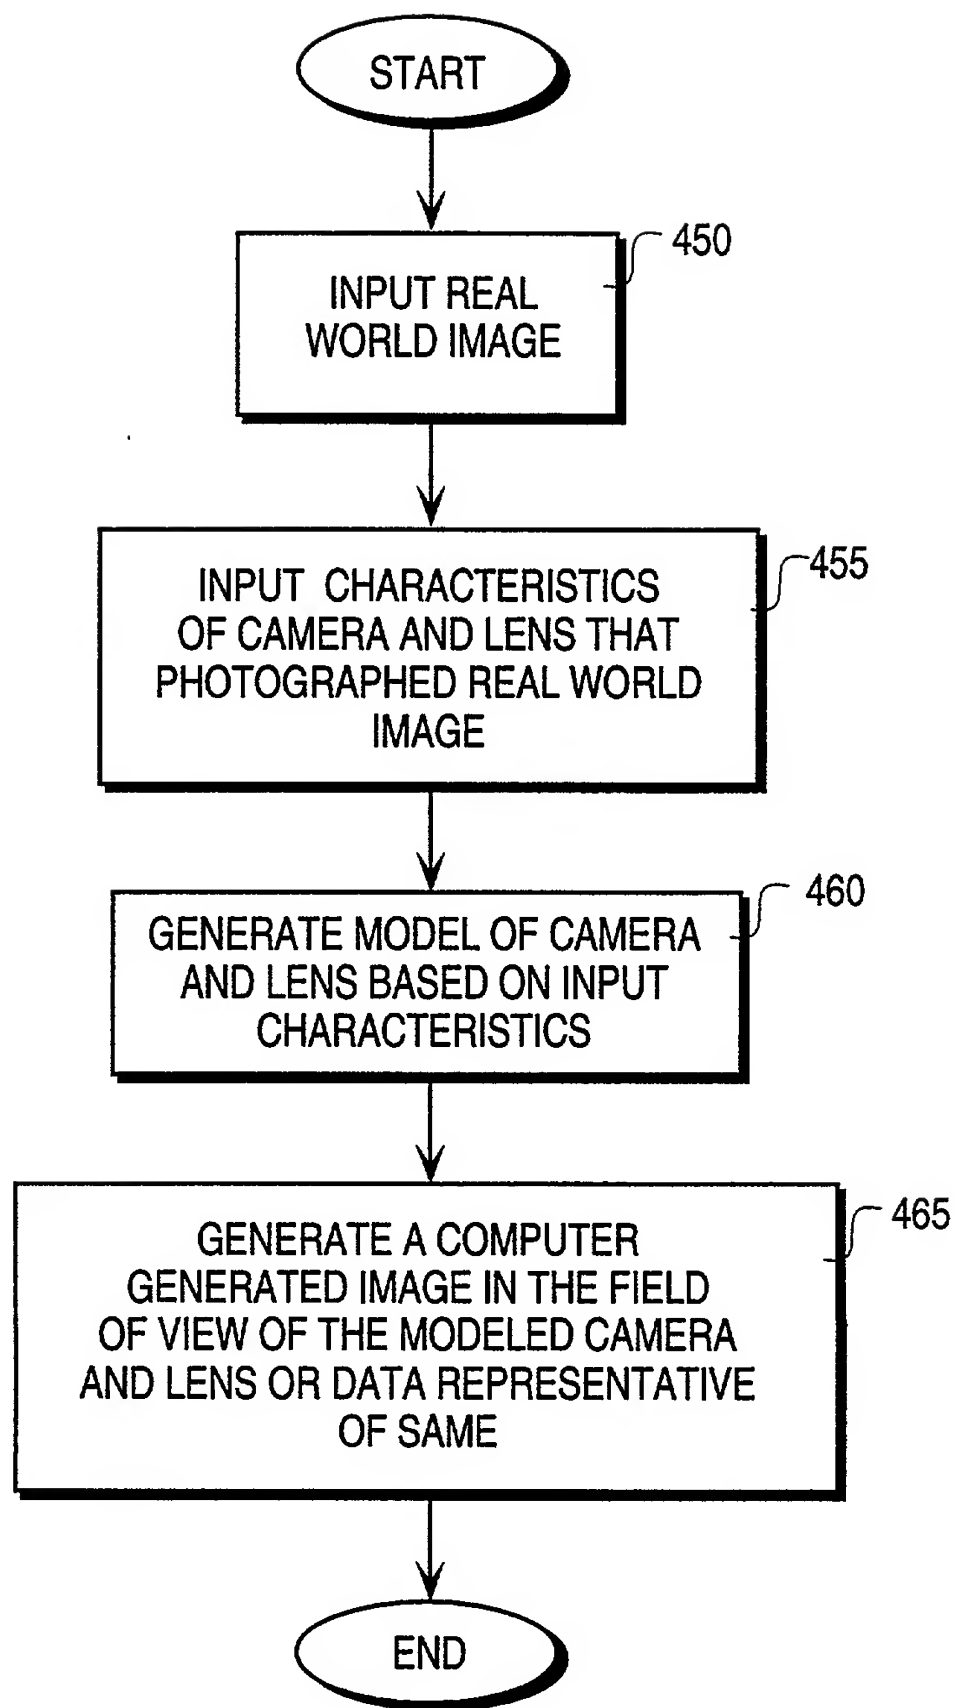 START
450
INPUT REAL
WORLD IMAGE
455
INPUT CHARACTERISTICS
OF CAMERA AND LENS THAT
PHOTOGRAPHED REAL WORLD
IMAGE
460
GENERATE MODEL OF CAMERA
AND LENS BASED ON INPUT
CHARACTERISTICS
465
GENERATE A COMPUTER
GENERATED IMAGE IN THE FIELD
OF VIEW OF THE MODELED CAMERA
AND LENS OR DATA REPRESENTATIVE
OF SAME
END